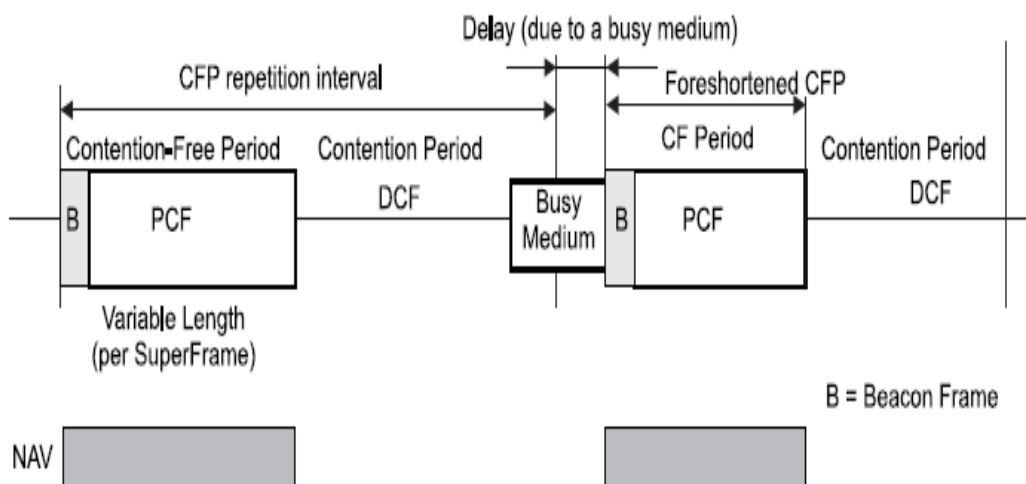 Delay (due to a busy medium)
CFP repetition interval
Foreshortened CFP
Contention-Free Period
Contention Period
CF Period
Contention Period
DCF
DCF
B
PCF
Busy
Medium
B
PCF
Variable Length
(per SuperFrame)
B = Beacon Frame
NAV